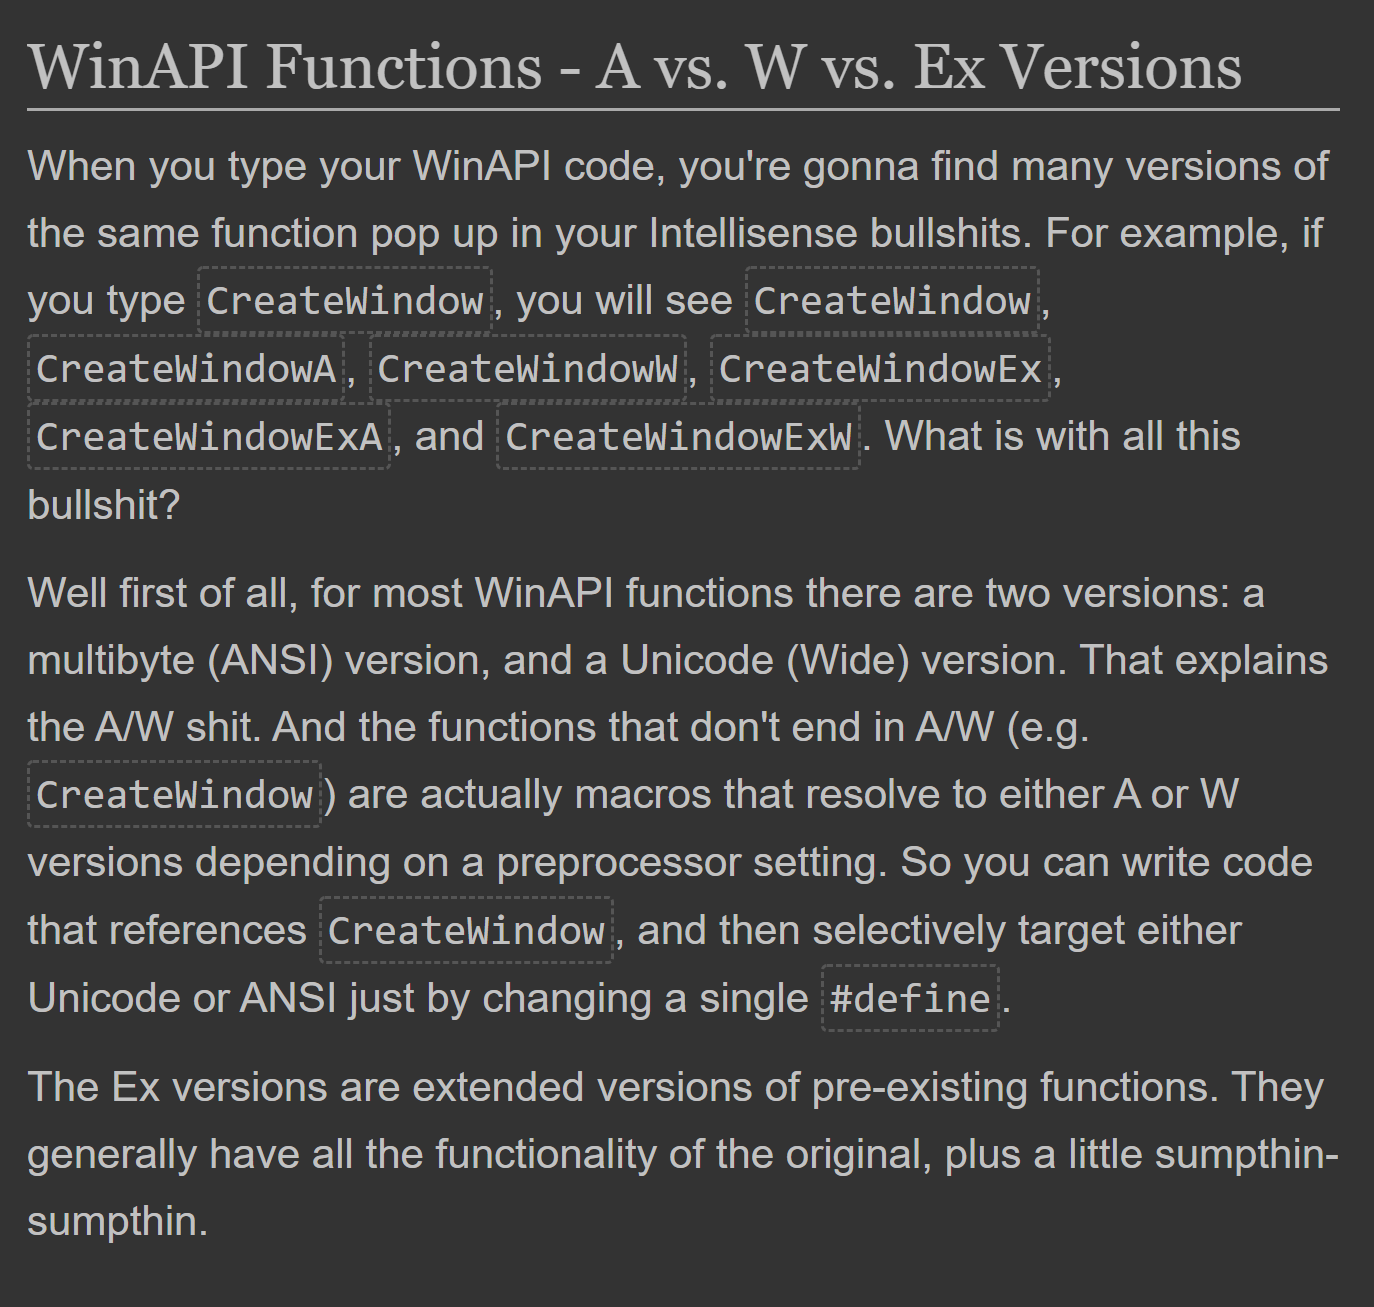 WinAPI Functions - A vs. W vs. Ex Versions
When you type your WinAPI code, you're gonna find many versions of
the same function pop up in your Intellisense bullshits. For example, if
you type CreateWindow, you will see CreateWindow,
CreateWindowA, CreateWindowW, CreateWindowEx,
CreateWindowExA, and CreateWindowExW. What is with all this
bullshit?
Well first of all, for most WinAPI functions there are two versions: a
multibyte (ANSI) version, and a Unicode (Wide) version. That explains
the A/W shit. And the functions that don't end in A/W (e.g.
CreateWindow) are actually macros that resolve to either A or W
versions depending on a preprocessor setting. So you can write code
that references CreateWindow, and then selectively target either
Unicode or ANSI just by changing a single #define.
The Ex versions are extended versions of pre-existing functions. They
generally have all the functionality of the original, plus a little sumpthin-
sumpthin.